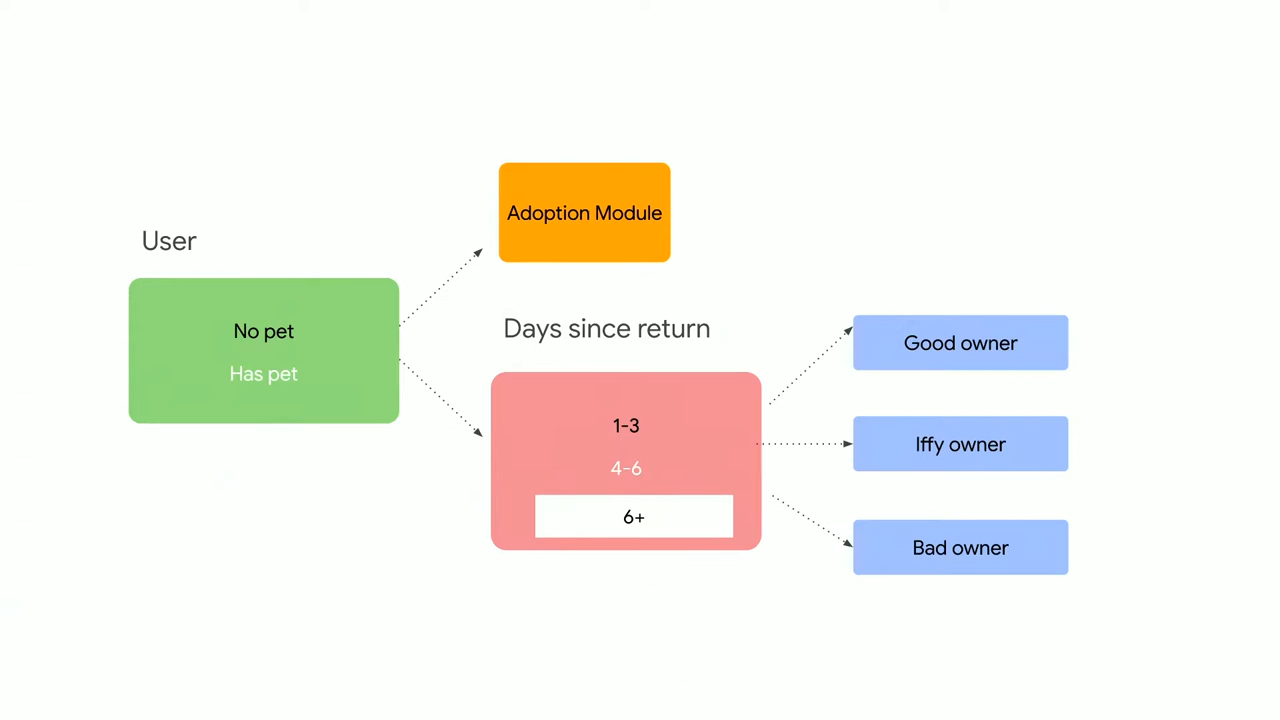 User
No pet
Has pet
Adoption Module
Days since return
1-3
4-6
6+
Good owner
Iffy owner
Bad owner